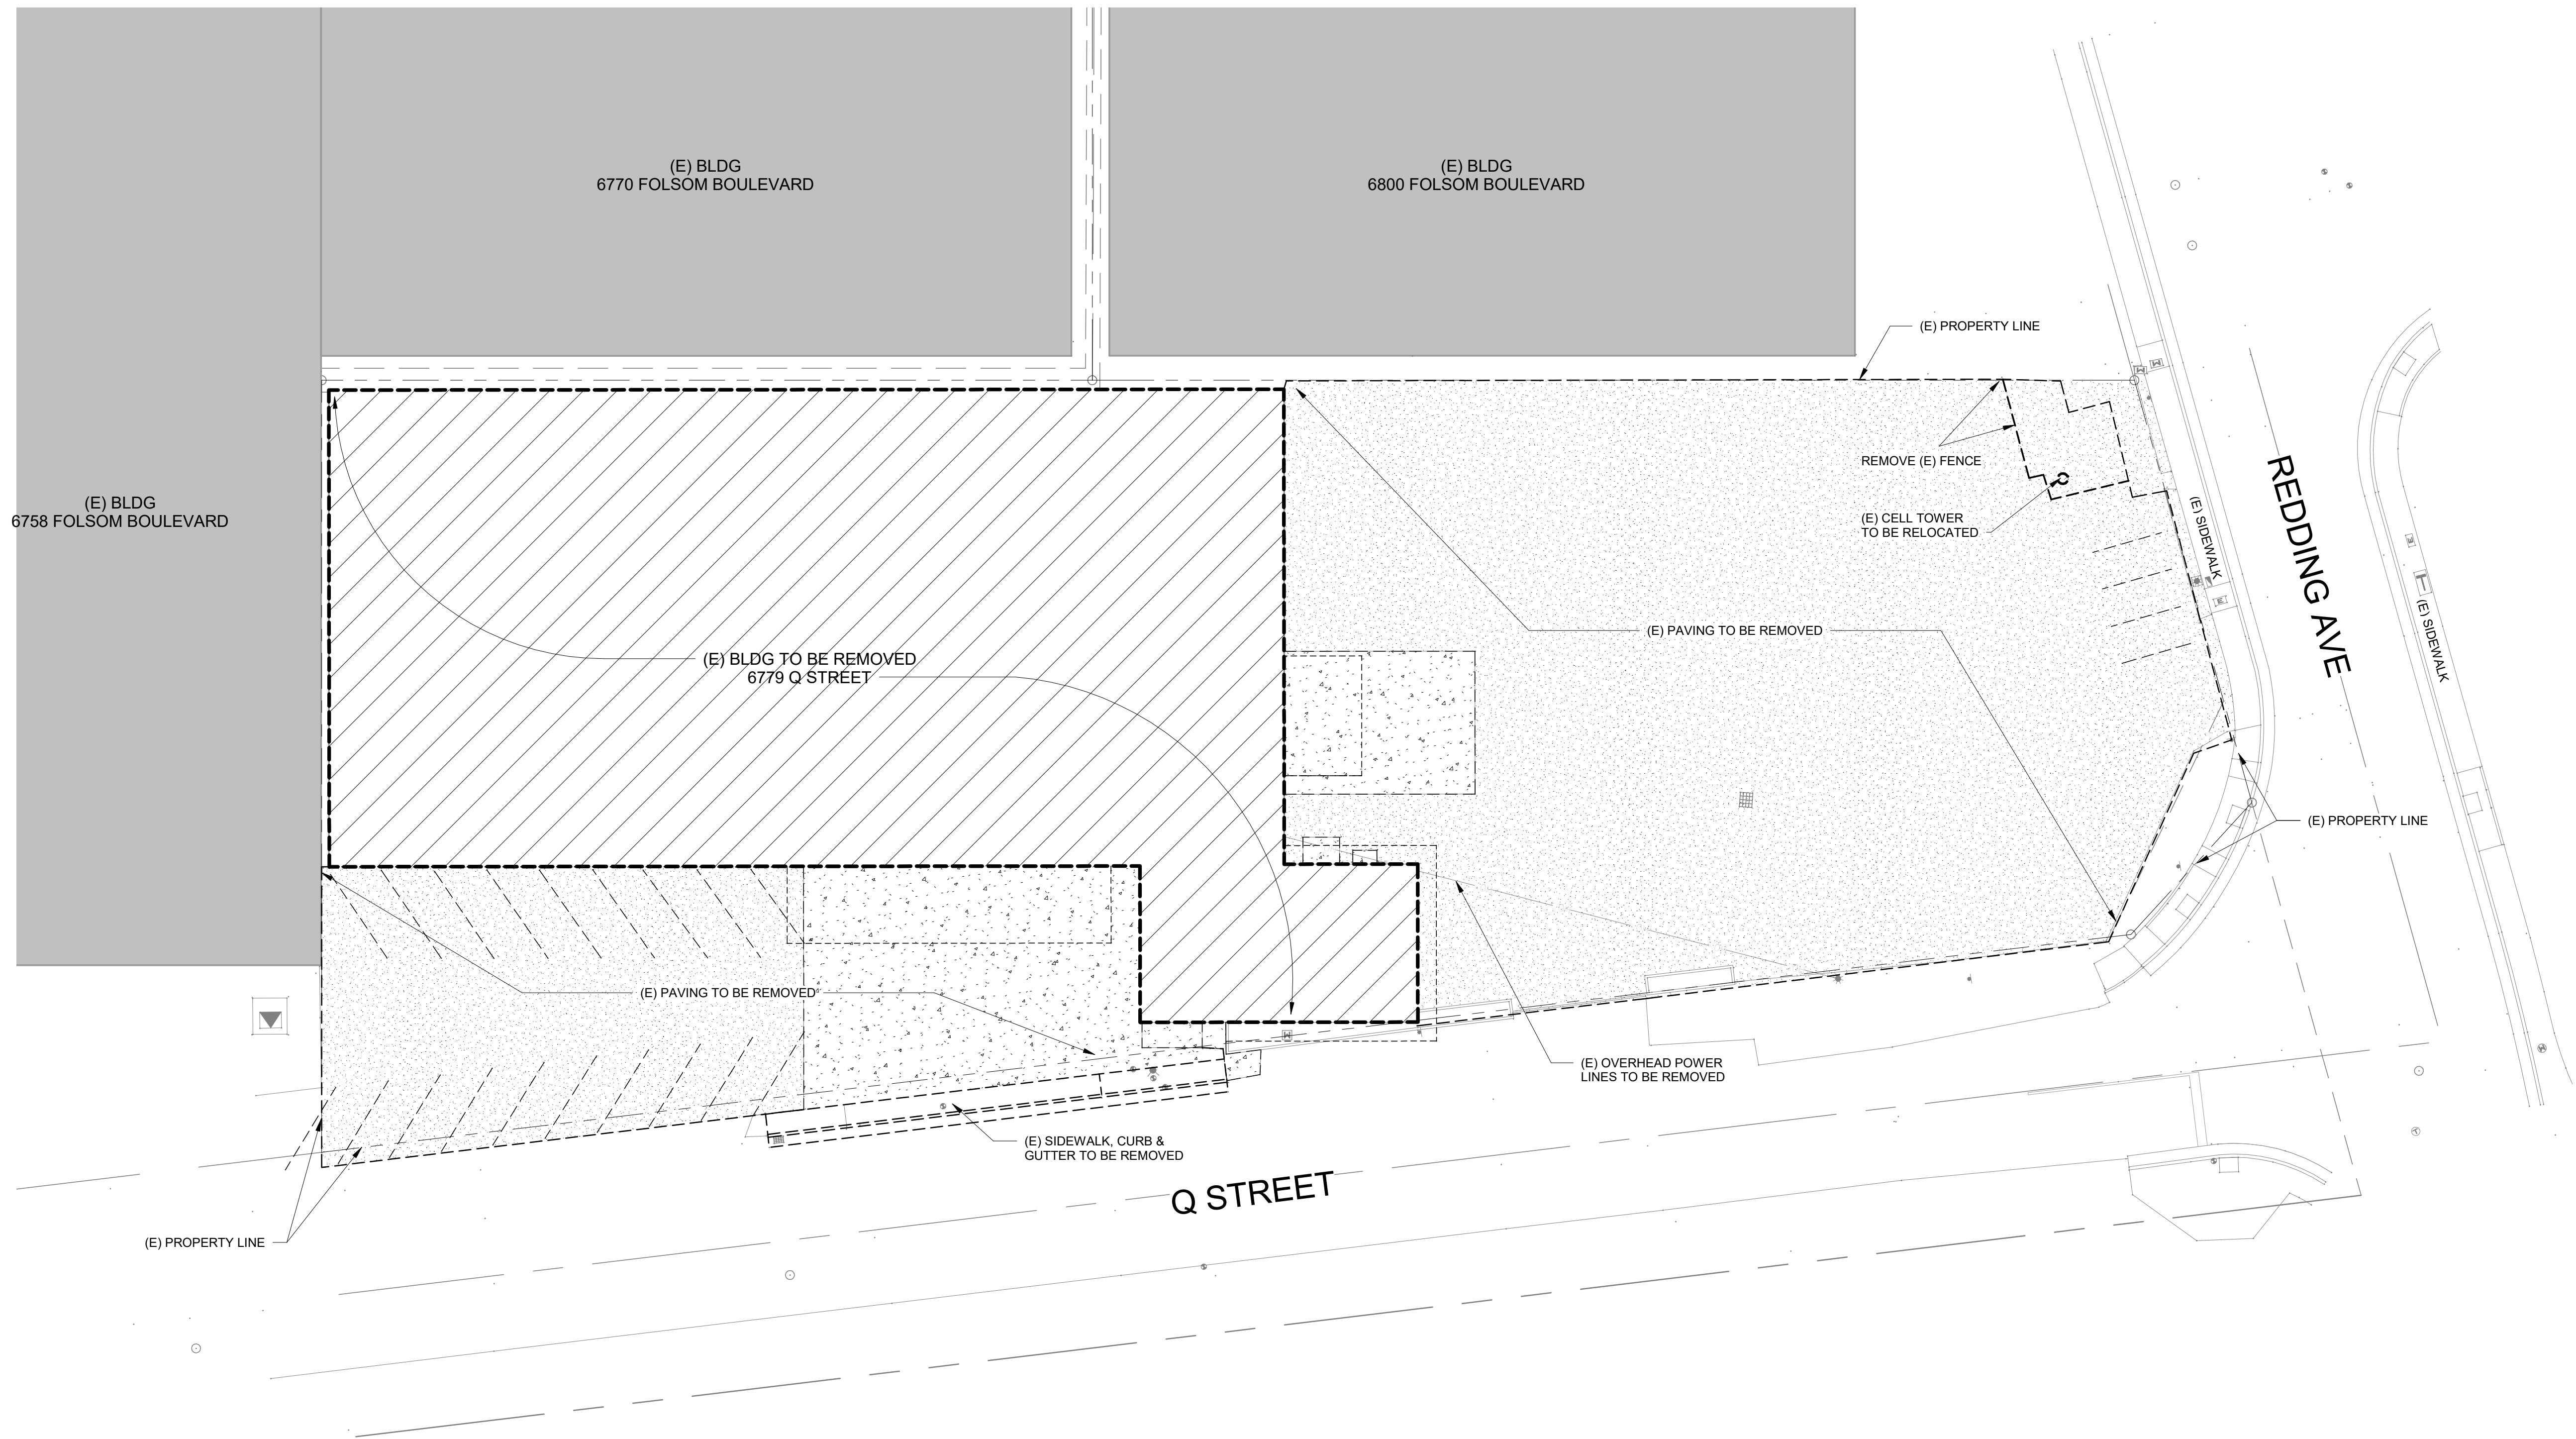 (E) BLDG
6770 FOLSOM BOULEVARD
(E) BLDG
6800 FOLSOM BOULEVARD
(E) PROPERTY LINE
REMOVE (E) FENCE
(E) BLDG
6758 FOLSOM BOULEVARD
(E) CELL TOWER
TO BE RELOCATED
(E) SIDEWALK
REDDING AVE
(E) SIDEWALK
(E) PAVING TO BE REMOVED
(E) BLDG TO BE REMOVED
6779 Q STREET
(E) PROPERTY LINE
(E) PAVING TO BE REMOVED
(E) OVERHEAD POWER
LINES TO BE REMOVED
(E) SIDEWALK, CURB &
GUTTER TO BE REMOVED
Q STREET
(E) PROPERTY LINE